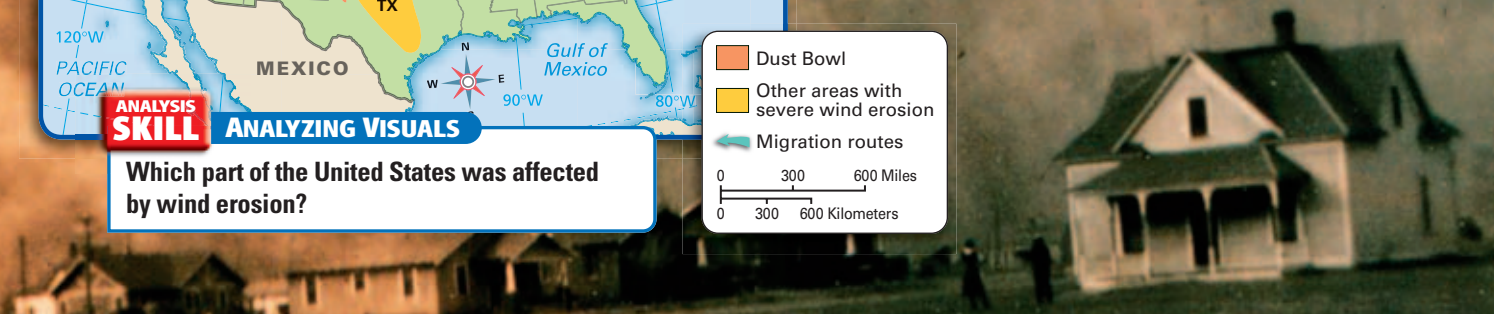 TX
120°W
PACIFIC
OCEAN
MEXICO
Gulf of
Mexico
N
W
E
90°W
80°W
Dust Bowl
Other areas with
severe wind erosion
Migration routes
0 300 600 Miles
0 300 600 Kilometers
ANALYSIS
SKILL
ANALYZING VISUALS
Which part of the United States was affected
by wind erosion?